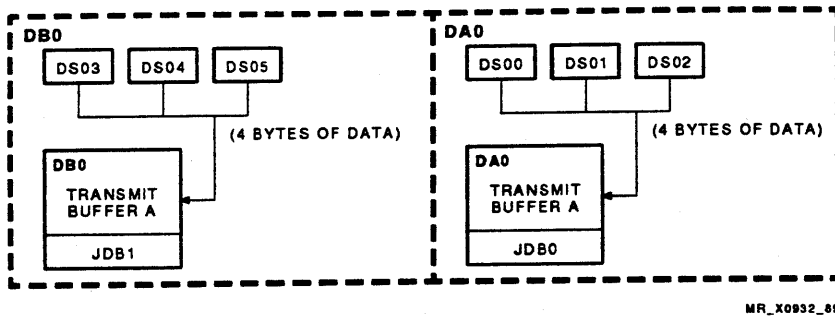 DB0
DS03 DS04 DS05
(4 BYTES OF DATA)
DB0
TRANSMIT
BUFFER A
JDB1
DA0
DS00 DS01 DS02
(4 BYTES OF DATA)
DA0
TRANSMIT
BUFFER A
JDB0
MR_X0932_89